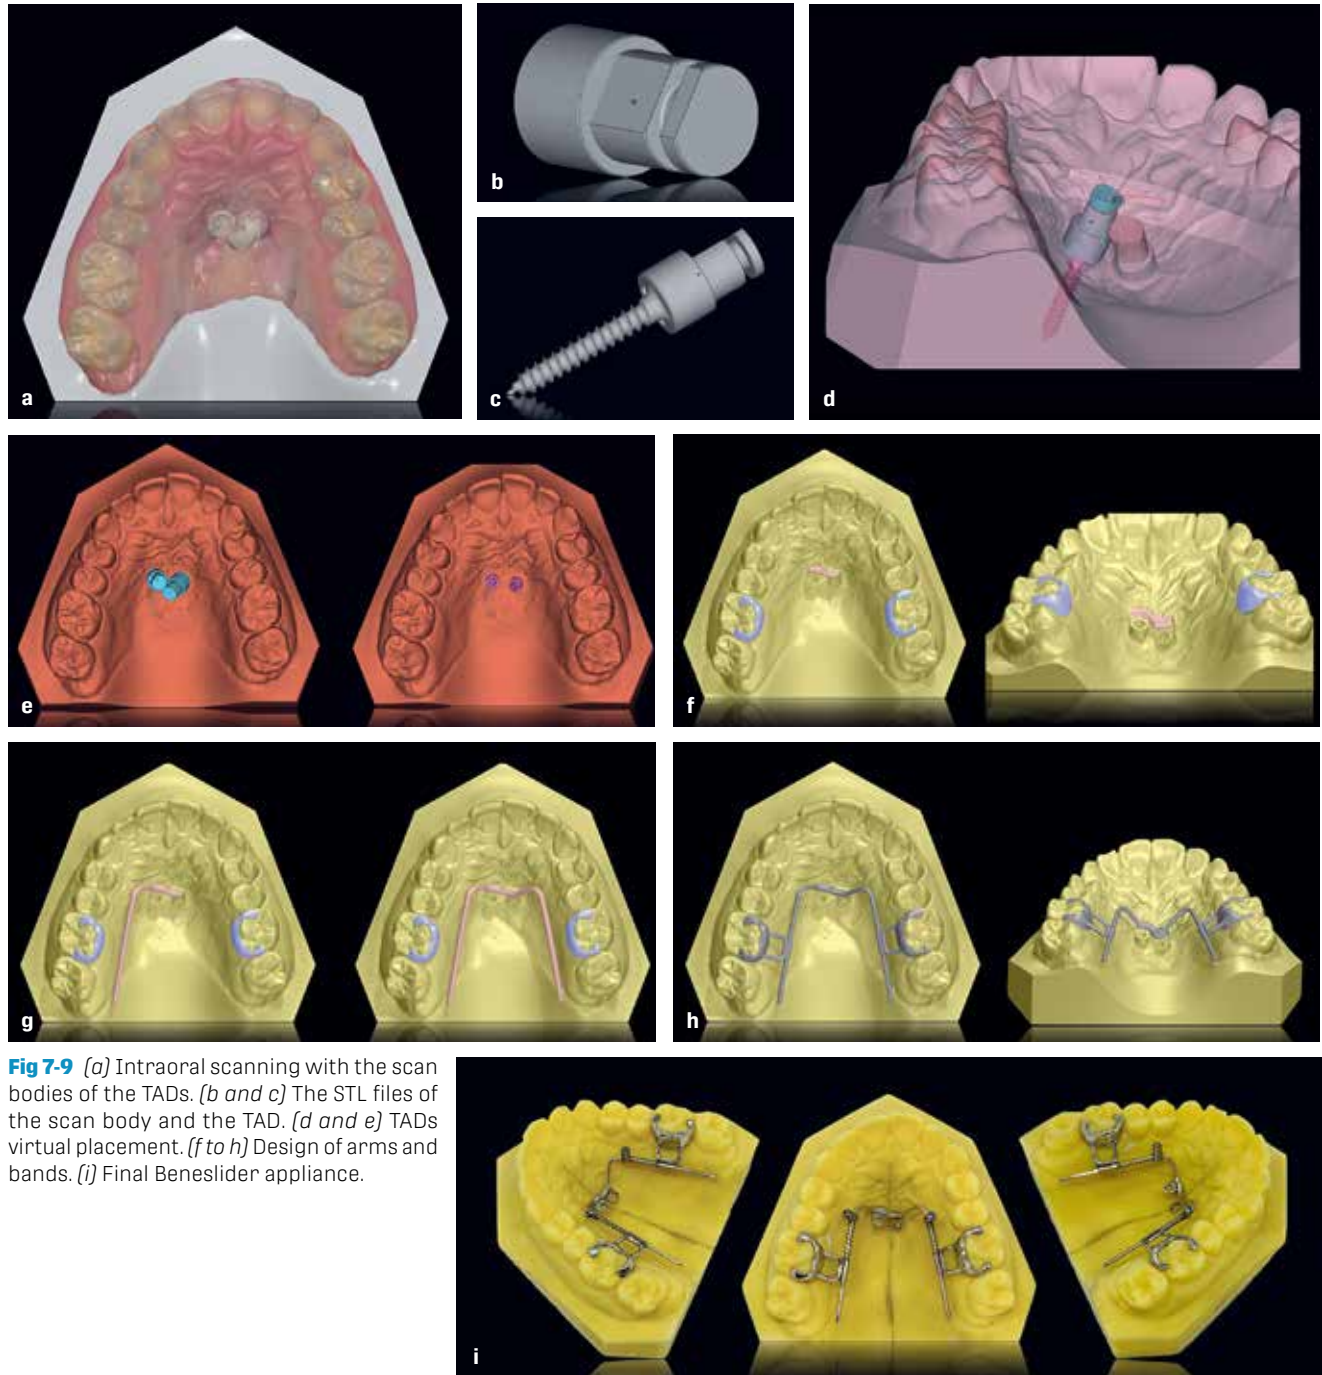 a
b
c
d
e
f
g
h
Fig 7-9 (a) Intraoral scanning with the scan
bodies of the TADs. (b and c) The STL files of
the scan body and the TAD. (d and e) TADs
virtual placement. (f to h) Design of arms and
bands. (i) Final Beneslider appliance.
i